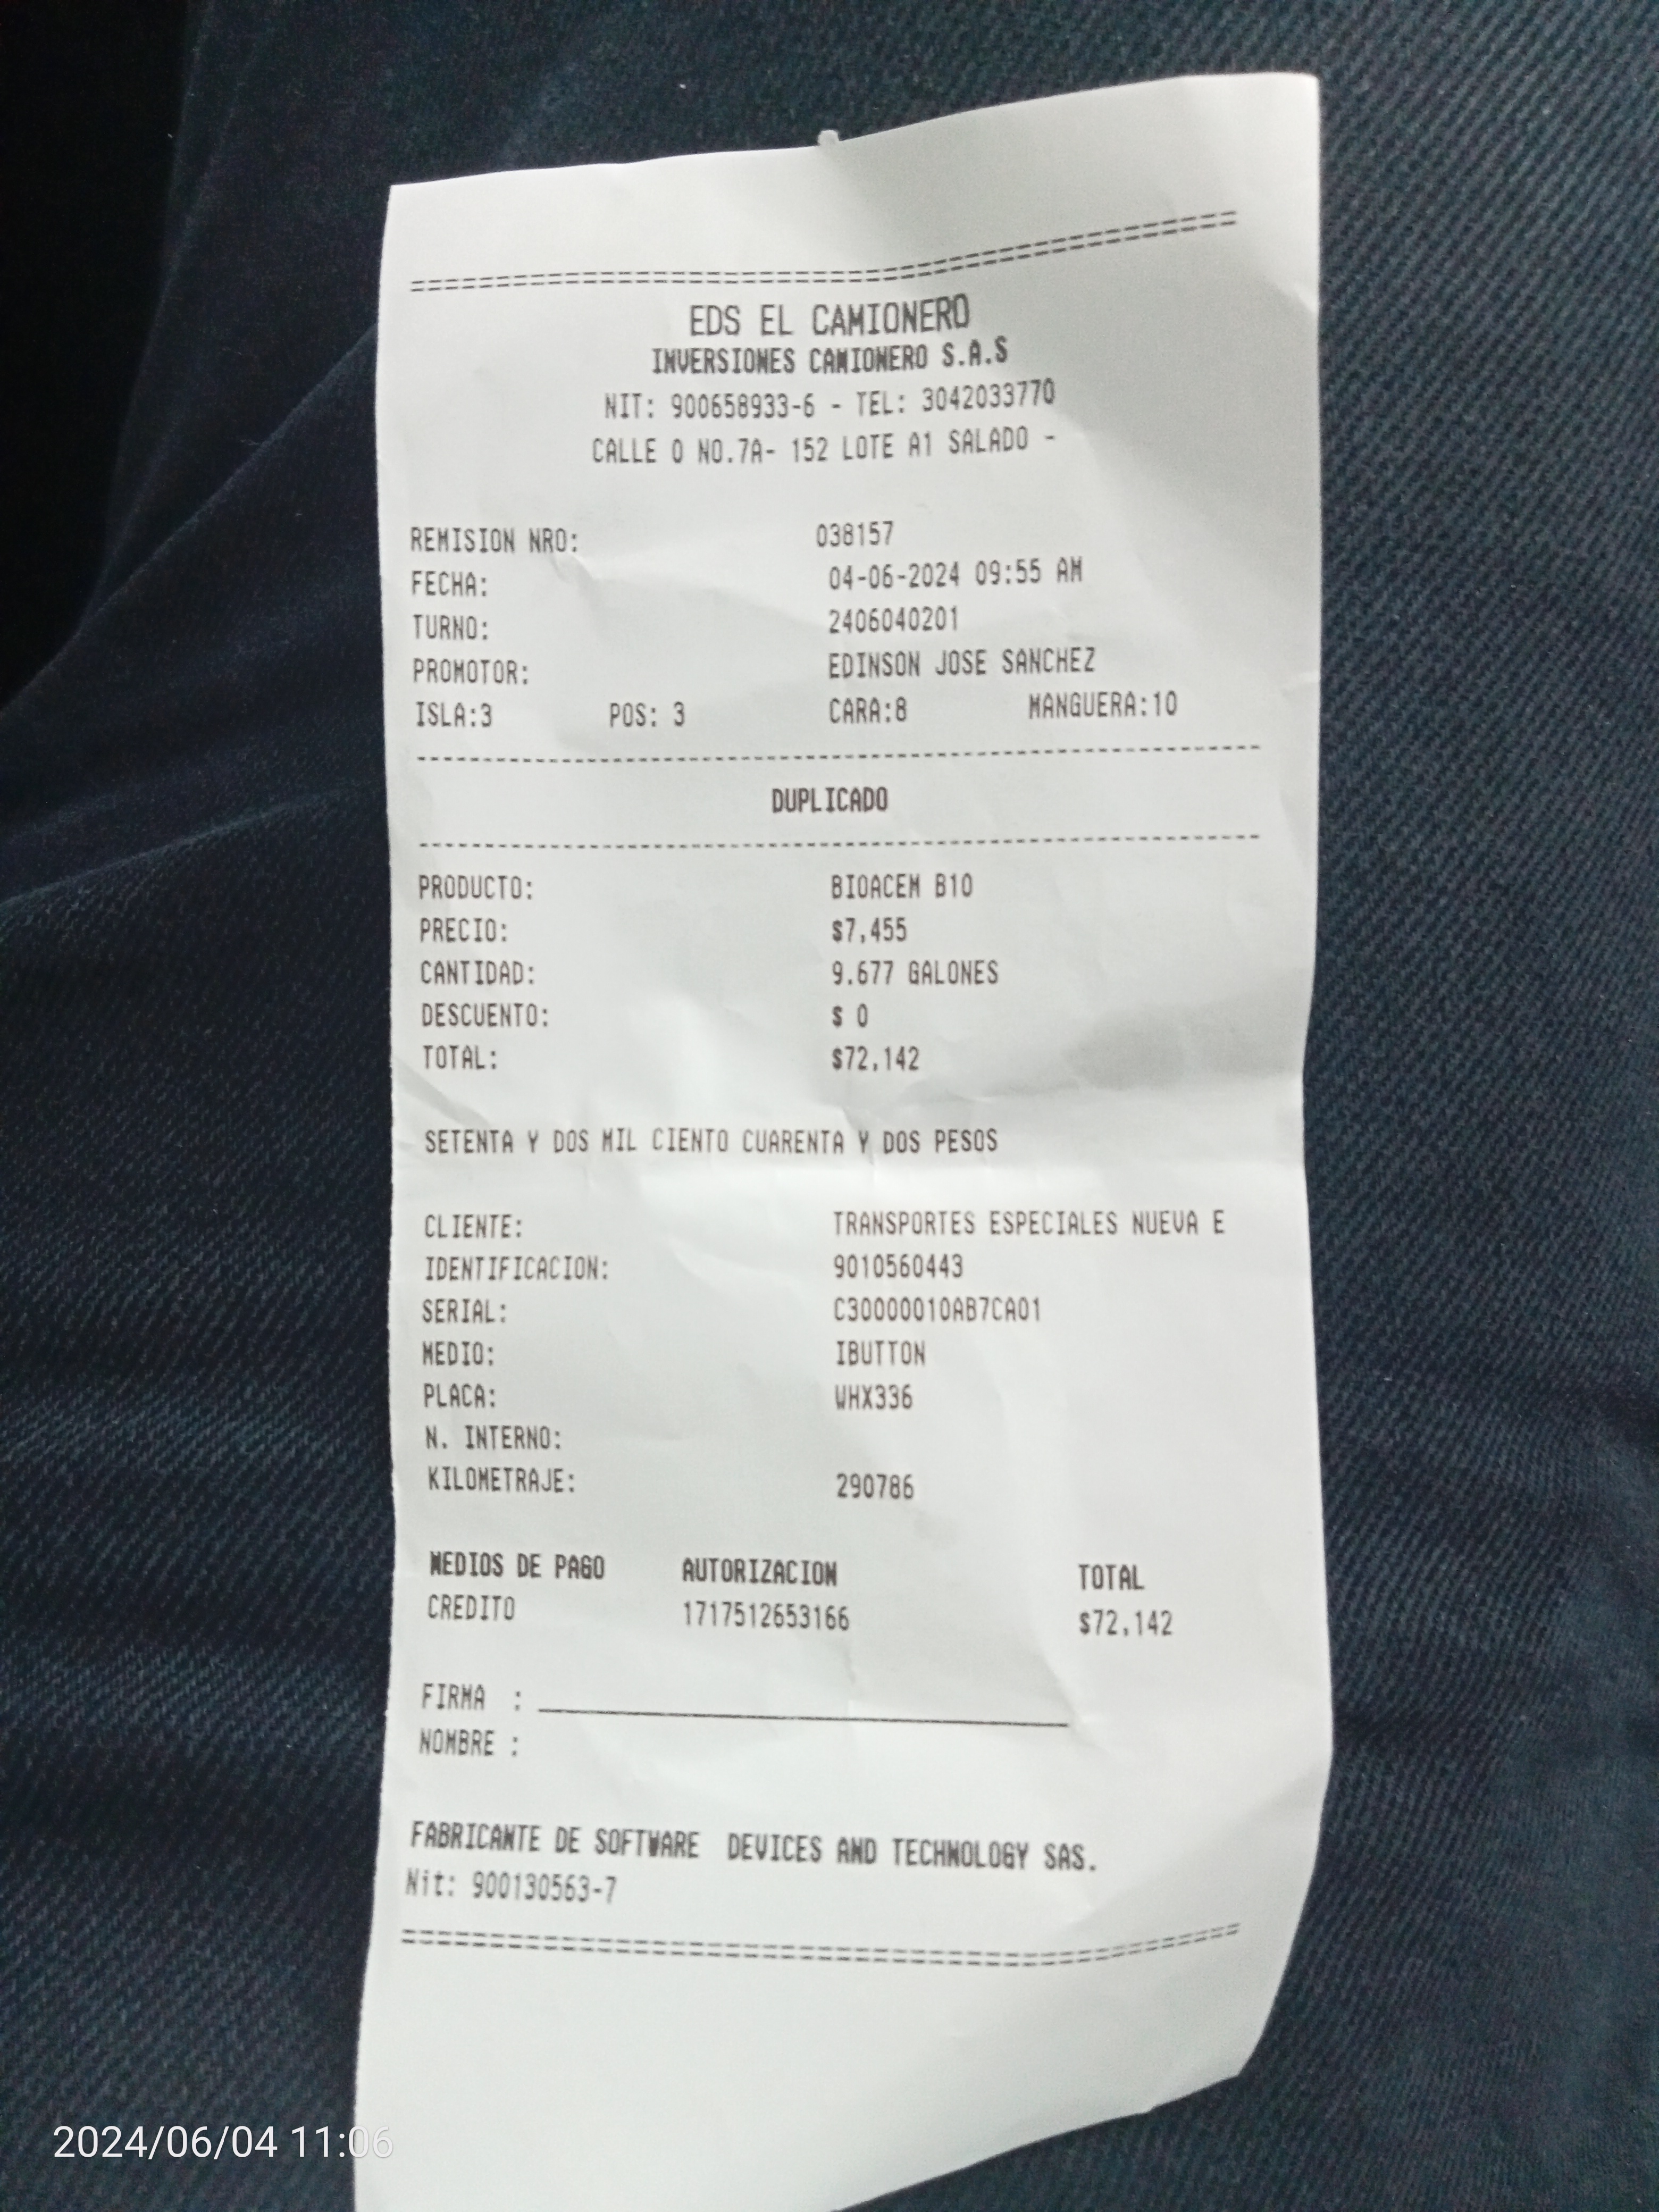 EDS EL CAMIONERO
INVERSIONES CAMIONERO S.A.S
NIT: 900658933-6 - TEL: 3042033770
CALLE 0 NO.7A- 152 LOTE A1 SALADO -
REMISION NRO: 038157
FECHA: 04-06-2024 09:55 AM
TURNO: 2406040201
PROMOTOR: EDINSON JOSE SANCHEZ
ISLA:3 POS: 3 CARA:8 MANGUERA:10
DUPLICADO
PRODUCTO: BIOACEM B10
PRECIO: $7,455
CANTIDAD: 9.677 GALONES
DESCUENTO: $ 0
TOTAL: $72,142
SETENTA Y DOS MIL CIENTO CUARENTA Y DOS PESOS
CLIENTE: TRANSPORTES ESPECIALES NUEVA E
IDENTIFICACION: 9010560443
SERIAL: C30000010AB7CA01
MEDIO: IBUTTON
PLACA: WHX336
N. INTERNO:
KILOMETRAJE: 290786
MEDIOS DE PAGO AUTORIZACION TOTAL
CREDITO 1717512653166 $72,142
FIRMA :
NOMBRE :
FABRICANTE DE SOFTWARE DEVICES AND TECHNOLOGY SAS.
Nit: 900130563-7
2024/06/04 11:06